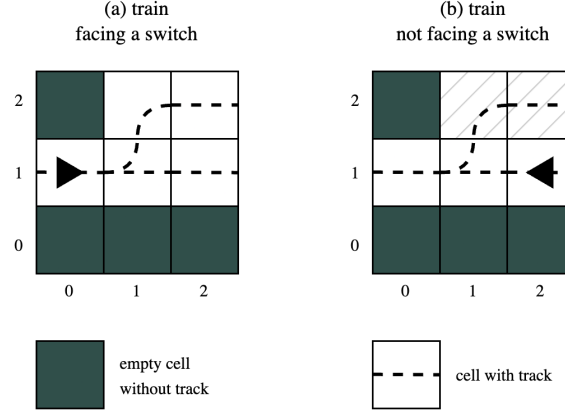 (a) train
facing a switch
(b) train
not facing a switch
2
1
0
0 1 2
2
1
0
0 1 2
empty cell
without track
cell with track